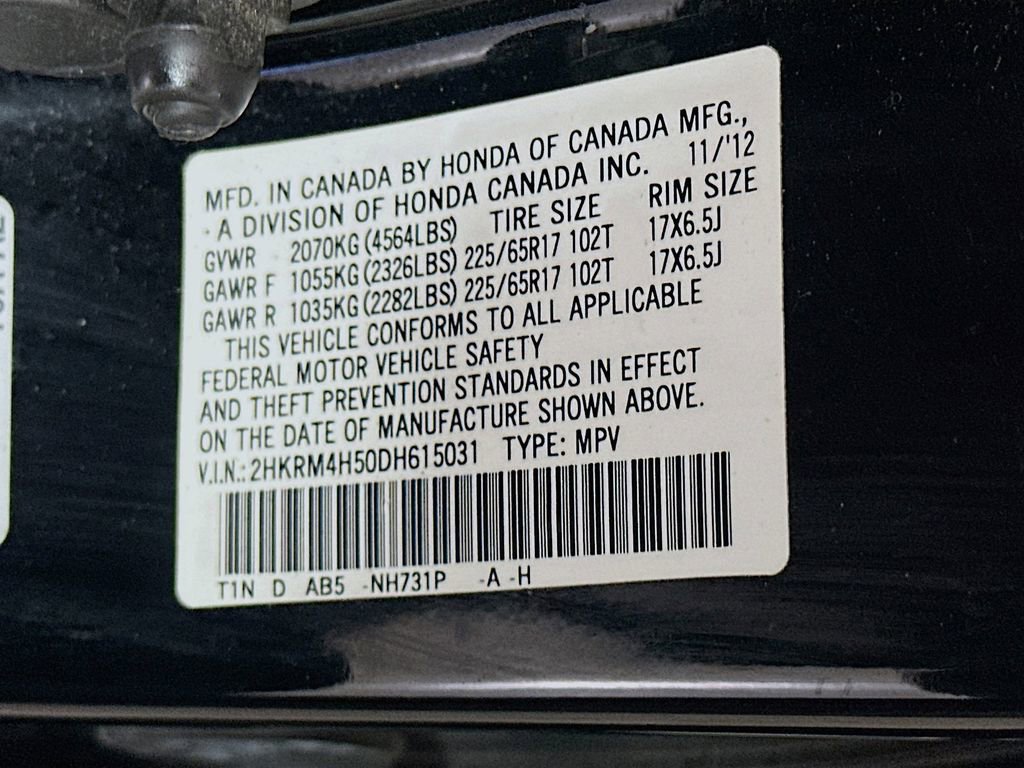 MFD. IN CANADA BY HONDA OF CANADA MFG.,
- A DIVISION OF HONDA CANADA INC. 11/'12
GVWR 2070KG (4564LBS) TIRE SIZE RIM SIZE
GAWR F 1055KG (2326LBS) 225/65R17 102T 17X6.5J
GAWR R 1035KG (2282LBS) 225/65R17 102T 17X6.5J
THIS VEHICLE CONFORMS TO ALL APPLICABLE
FEDERAL MOTOR VEHICLE SAFETY
AND THEFT PREVENTION STANDARDS IN EFFECT
ON THE DATE OF MANUFACTURE SHOWN ABOVE.
V.I.N.: 2HKRM4H50DH615031 TYPE: MPV
T1N D AB5 -NH731P -A -H